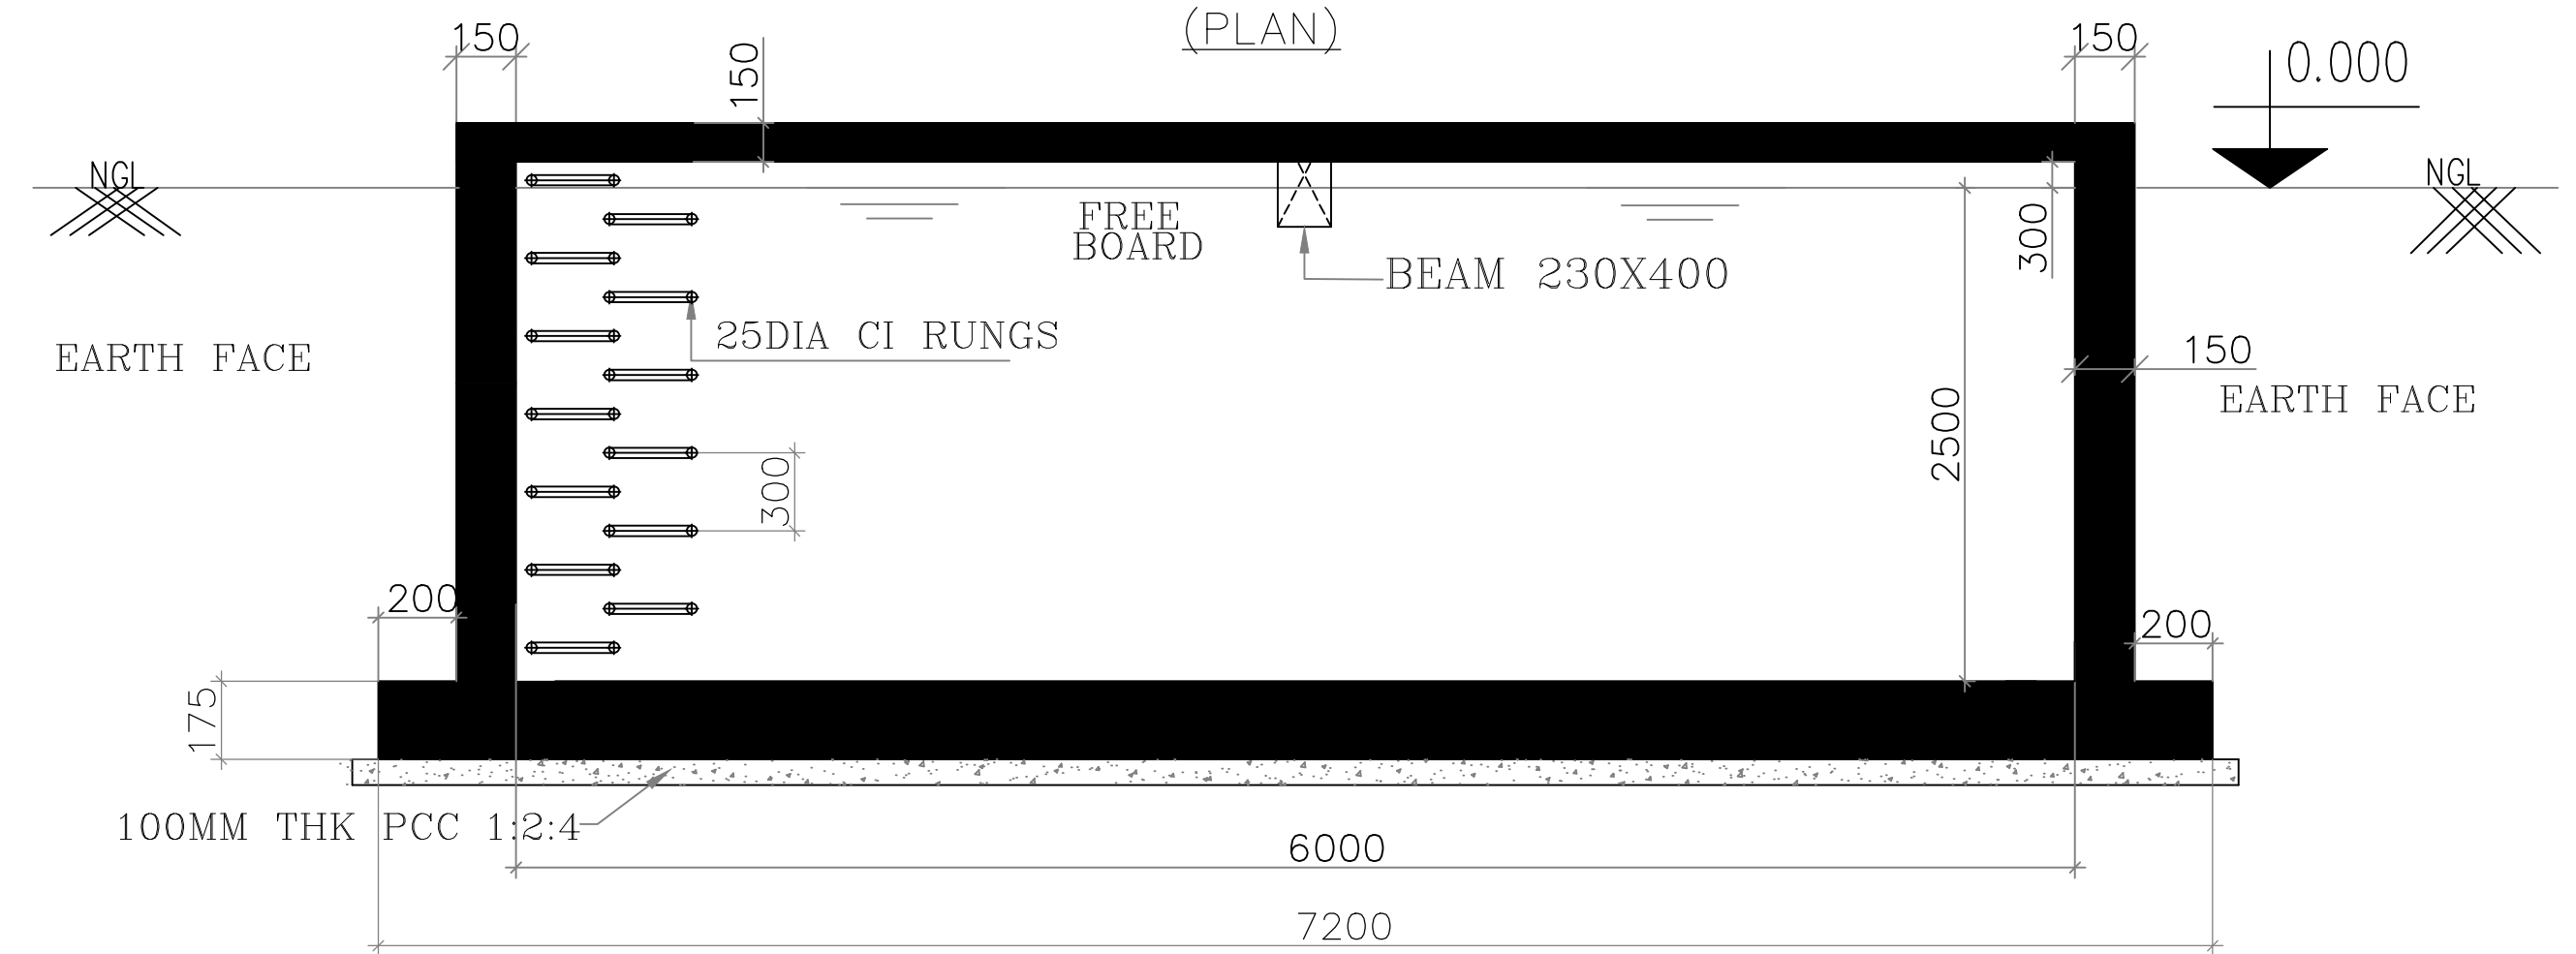 (PLAN)
150
150
150
0.000
NGL
NGL
FREE
BOARD
300
BEAM 230X400
25DIA CI RUNGS
150
EARTH FACE
EARTH FACE
2500
300
200
200
175
100MM THK PCC 1:2:4
6000
7200